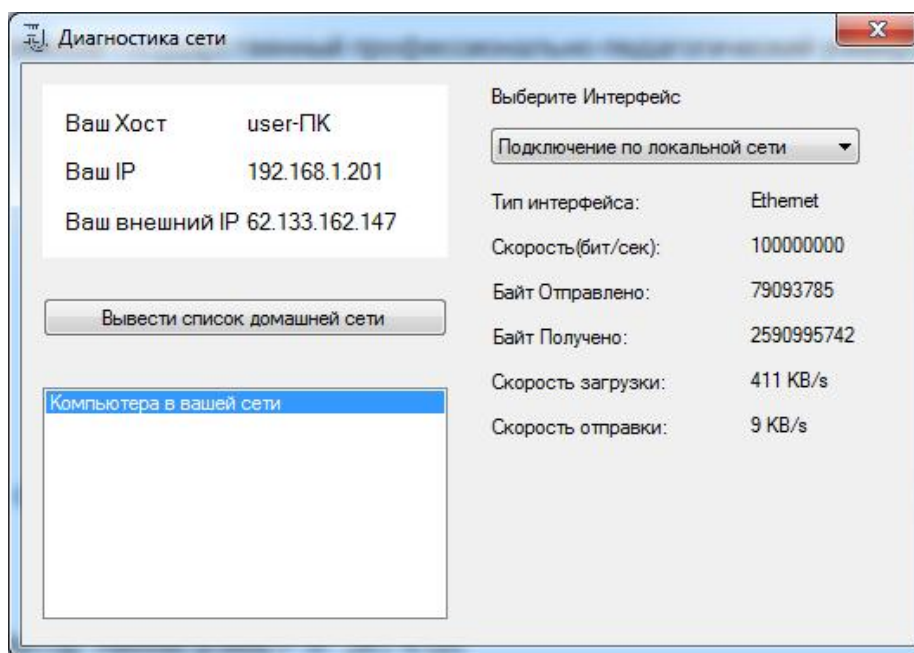 Диагностика сети
Ваш Хост user-ПК
Ваш IP 192.168.1.201
Ваш внешний IP 62.133.162.147
Вывести список домашней сети
Компьютера в вашей сети
Выберите Интерфейс
Подключение по локальной сети
Тип интерфейса: Ethernet
Скорость(бит/сек): 100000000
Байт Отправлено: 79093785
Байт Получено: 2590995742
Скорость загрузки: 411 KB/s
Скорость отправки: 9 KB/s